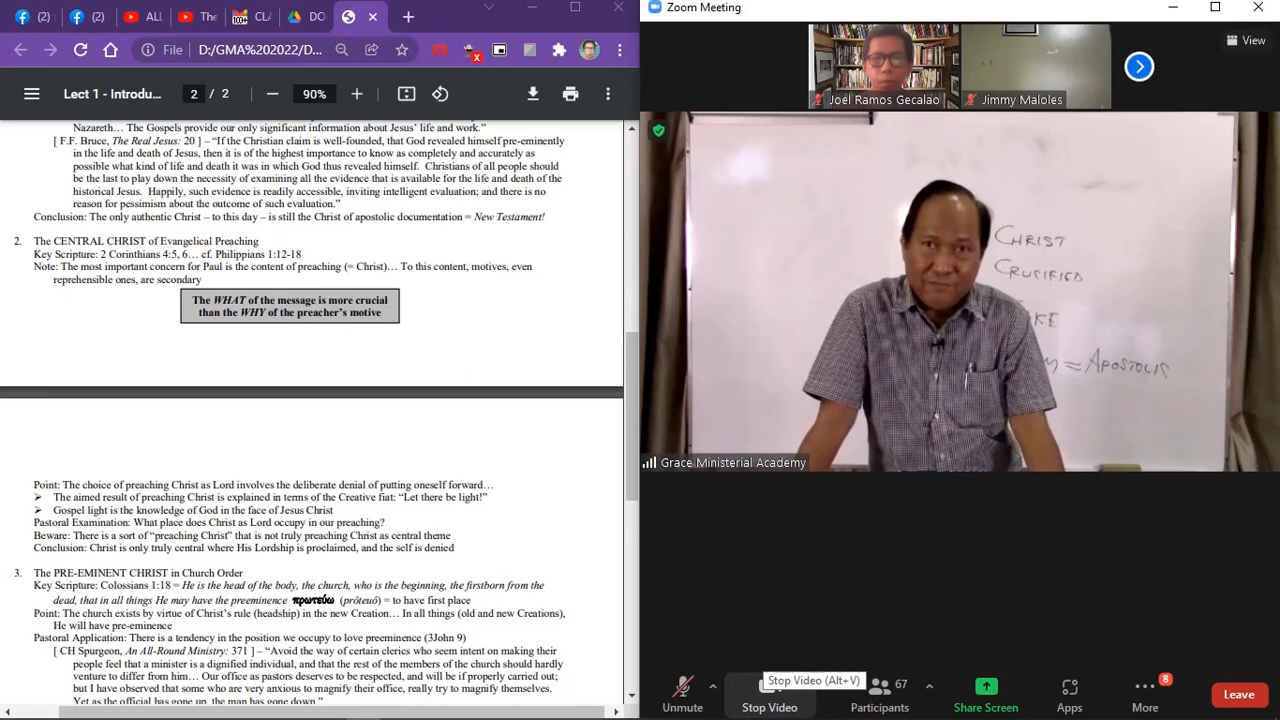 (2)
(2)
ALL
The
CLA
DO
File
D:/GMA%202022/D...
Lect 1 - Introdu...
2 / 2
90%
Nazareth… The Gospels provide our only significant information about Jesus' life and work."
[ F.F. Bruce, The Real Jesus: 20 ] – "If the Christian claim is well-founded, that God revealed himself pre-eminently
in the life and death of Jesus, then it is of the highest importance to know as completely and accurately as
possible what kind of life and death it was in which God thus revealed himself. Christians of all people should
be the last to play down the necessity of examining all the evidence that is available for the life and death of the
historical Jesus. Happily, such evidence is readily accessible, inviting intelligent evaluation; and there is no
reason for pessimism about the outcome of such evaluation."
Conclusion: The only authentic Christ – to this day – is still the Christ of apostolic documentation = New Testament!
2. The CENTRAL CHRIST of Evangelical Preaching
Key Scripture: 2 Corinthians 4:5, 6… cf. Philippians 1:12-18
Note: The most important concern for Paul is the content of preaching (= Christ)… To this content, motives, even
reprehensible ones, are secondary
The WHAT of the message is more crucial
than the WHY of the preacher's motive
Point: The choice of preaching Christ as Lord involves the deliberate denial of putting oneself forward…
➢ The aimed result of preaching Christ is explained in terms of the Creative fiat: "Let there be light!"
➢ Gospel light is the knowledge of God in the face of Jesus Christ
Pastoral Examination: What place does Christ as Lord occupy in our preaching?
Beware: There is a sort of "preaching Christ" that is not truly preaching Christ as central theme
Conclusion: Christ is only truly central where His Lordship is proclaimed, and the self is denied
3. The PRE-EMINENT CHRIST in Church Order
Key Scripture: Colossians 1:18 = He is the head of the body, the church, who is the beginning, the firstborn from the
dead, that in all things He may have the preeminence πρωτεύω (próteuó) = to have first place
Point: The church exists by virtue of Christ's rule (headship) in the new Creation… In all things (old and new Creations),
He will have pre-eminence
Pastoral Application: There is a tendency in the position we occupy to love preeminence (3John 9)
[ CH Spurgeon, An All-Round Ministry: 371 ] – "Avoid the way of certain clerics who seem intent on making their
people feel that a minister is a dignified individual, and that the rest of the members of the church should hardly
venture to differ from him… Our office as pastors deserves to be respected, and will be if properly carried out;
but I have observed that some who are very anxious to magnify their office, really try to magnify themselves.
Yet as the official has gone up, the man has gone down."
Zoom Meeting
View
Joel Ramos Gecalao
Jimmy Maloles
CHRIST
CRUCIFIED
= APOSTOLIC
Grace Ministerial Academy
Stop Video (Alt+V)
Unmute
Stop Video
67
Participants
Share Screen
Apps
8
More
Leave